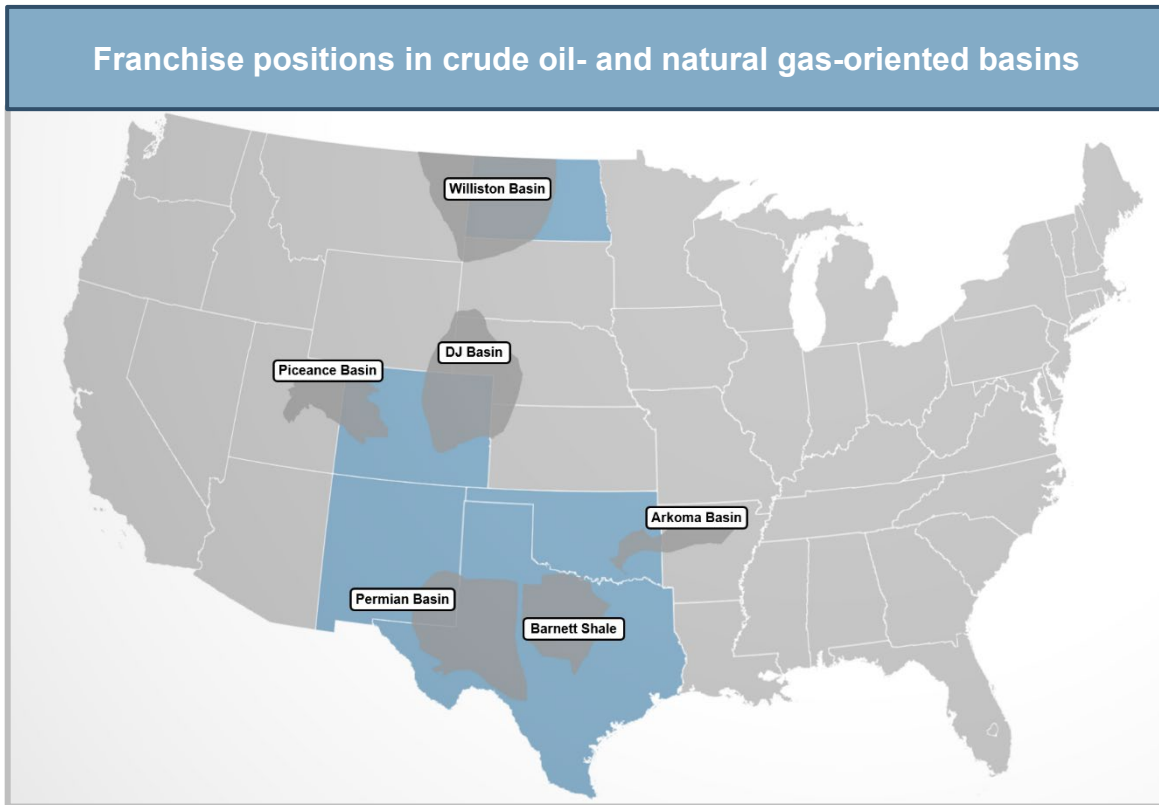 Franchise positions in crude oil- and natural gas-oriented basins
Williston Basin
DJ Basin
Piceance Basin
Arkoma Basin
Permian Basin
Barnett Shale